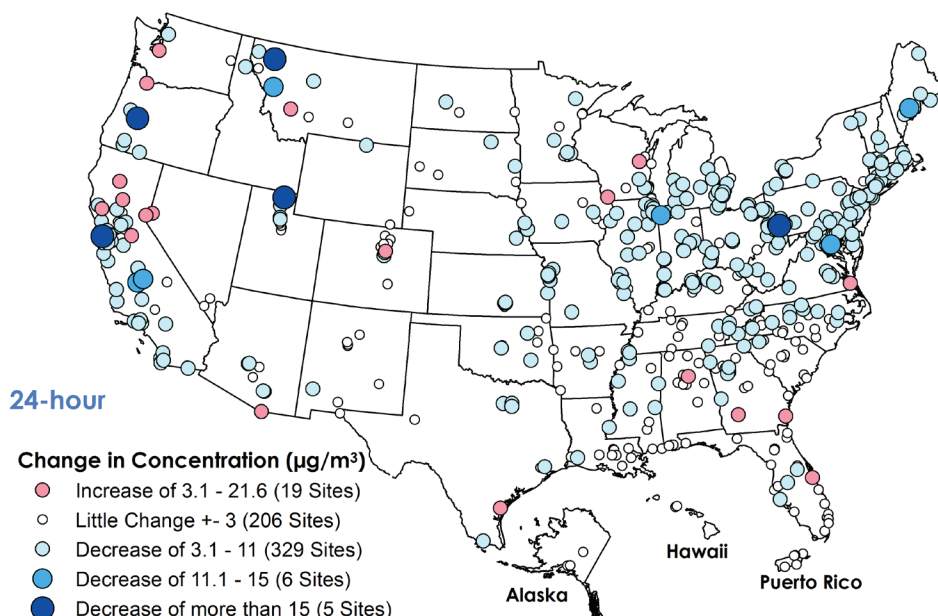 24-hour
Change in Concentration (µg/m³)
Increase of 3.1 - 21.6 (19 Sites)
Little Change +- 3 (206 Sites)
Decrease of 3.1 - 11 (329 Sites)
Decrease of 11.1 - 15 (6 Sites)
Decrease of more than 15 (5 Sites)
Alaska
Hawaii
Puerto Rico